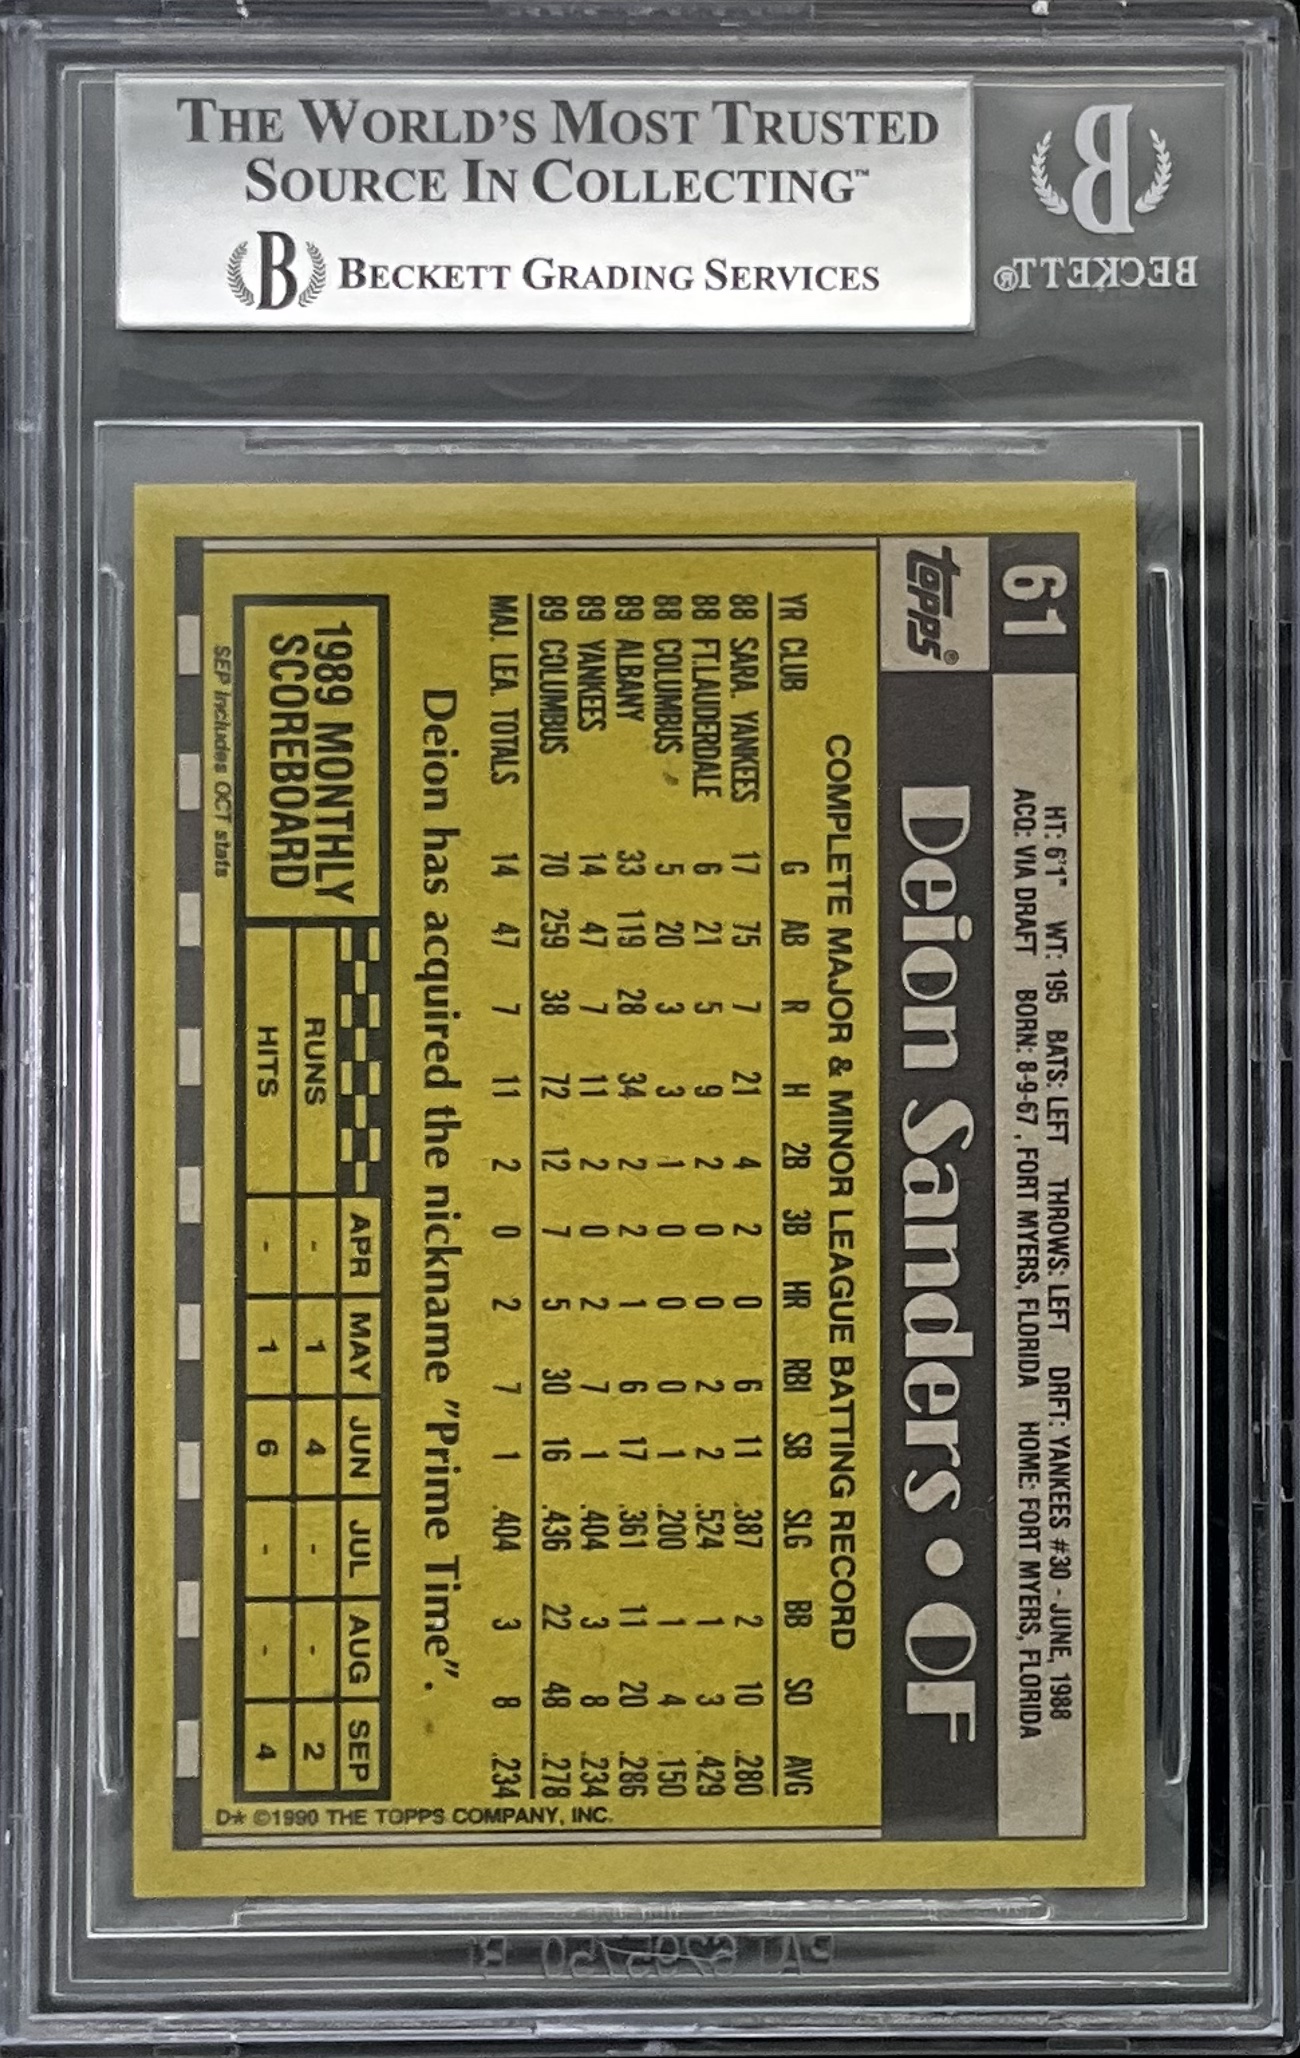 THE WORLD'S MOST TRUSTED
SOURCE IN COLLECTING™
B BECKETT GRADING SERVICES
B
BECKETT®
61
HT: 6'1" WT: 195 BATS: LEFT THROWS: LEFT DRFT: YANKEES #30 - JUNE, 1988
ACQ: VIA DRAFT BORN: 8-9-67, FORT MYERS, FLORIDA HOME: FORT MYERS, FLORIDA
topps®
Deion Sanders • OF
COMPLETE MAJOR & MINOR LEAGUE BATTING RECORD
YR CLUB G AB R H 2B 3B HR RBI SB SLG BB SO AVG
88 SARA. YANKEES 17 75 7 21 4 2 0 6 11 .387 2 10 .280
88 FT.LAUDERDALE 6 21 5 9 2 0 0 2 2 .524 1 3 .429
88 COLUMBUS 5 20 3 3 1 0 0 0 1 .200 1 4 .150
89 ALBANY 33 119 28 34 2 2 1 6 17 .361 11 20 .286
89 YANKEES 14 47 7 11 2 0 2 7 1 .404 3 8 .234
89 COLUMBUS 70 259 38 72 12 7 5 30 16 .436 22 48 .278
MAJ. LEA. TOTALS 14 47 7 11 2 0 2 7 1 .404 3 8 .234
Deion has acquired the nickname "Prime Time".
1989 MONTHLY
SCOREBOARD
APR MAY JUN JUL AUG SEP
RUNS - 1 4 - - 2
HITS - 1 6 - - 4
SEP includes OCT stats
D* ©1990 THE TOPPS COMPANY, INC.